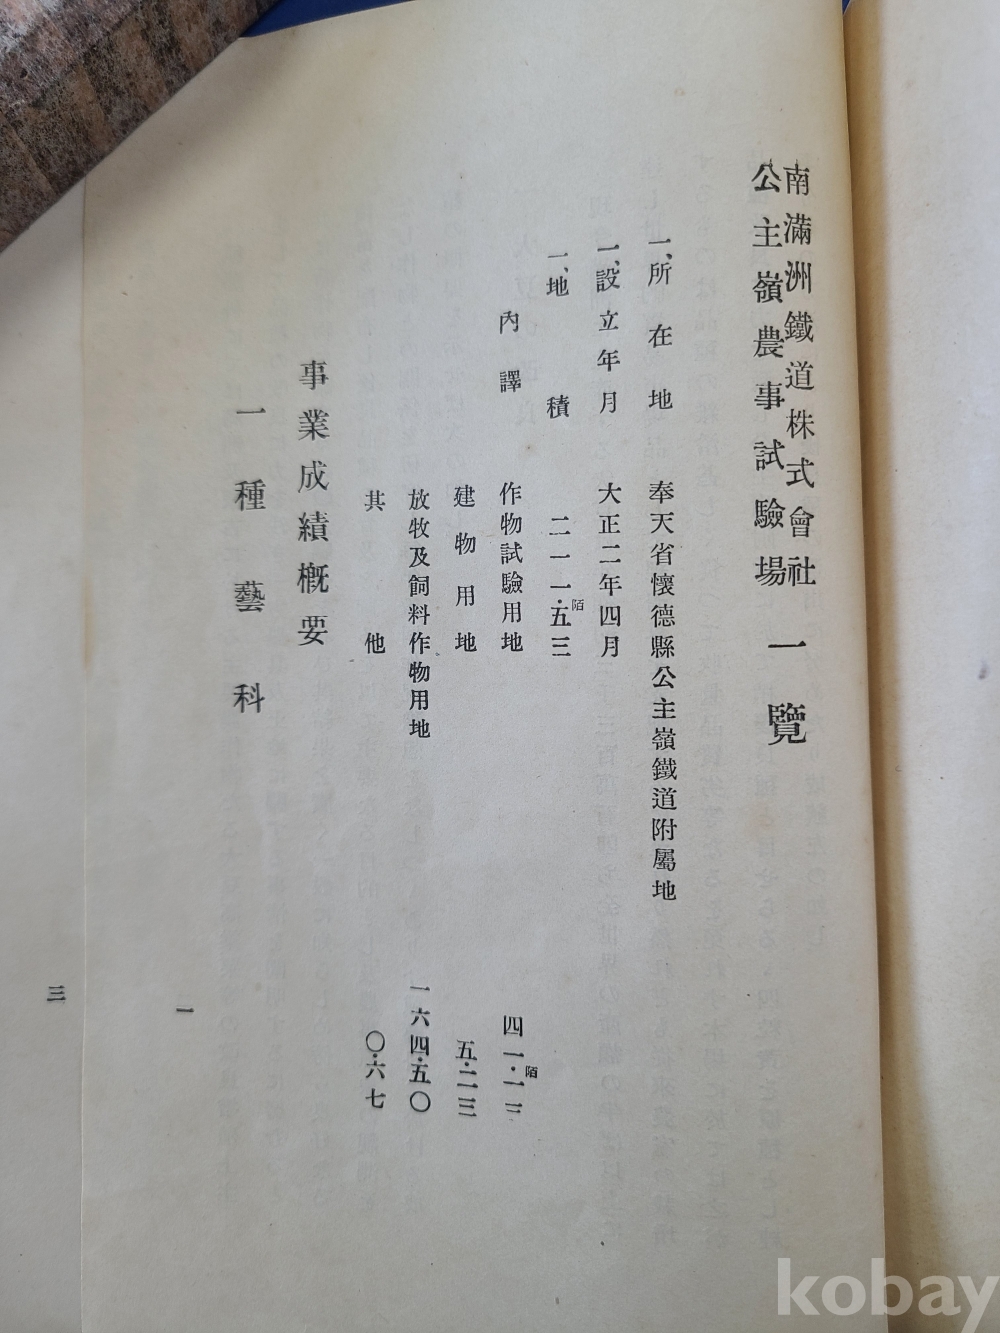 南滿洲鐵道株式會社
公主嶺農事試驗場 一覽
一、所在地 奉天省懷德縣公主嶺鐵道附屬地
一、設立年月 大正二年四月
一、地積 二一一・五三陌
內譯 作物試驗用地 四一・一三陌
建物用地 五・二三
放牧及飼料作物用地 一六四・五〇
其他 〇・六七
事業成績槪要
一 種藝科
一
三
kobay